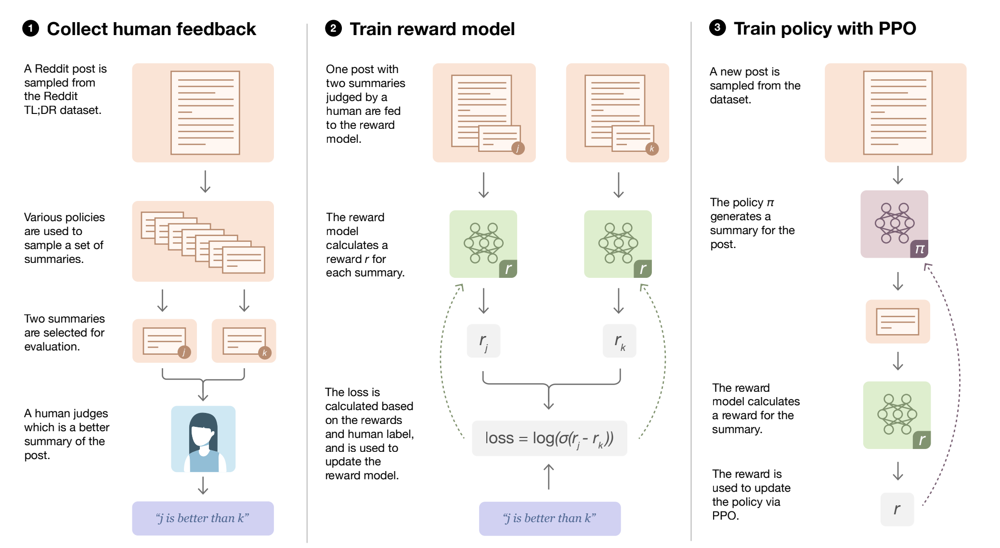 1 Collect human feedback
A Reddit post is
sampled from
the Reddit
TL;DR dataset.
Various policies
are used to
sample a set of
summaries.
Two summaries
are selected for
evaluation.
j
k
A human judges
which is a better
summary of the
post.
“j is better than k”
2 Train reward model
One post with
two summaries
judged by a
human are fed
to the reward
model.
j
k
The reward
model
calculates a
reward r for
each summary.
r
r
rj
rk
The loss is
calculated based
on the rewards
and human label,
and is used to
update the
reward model.
loss = log(σ(rj - rk))
“j is better than k”
3 Train policy with PPO
A new post is
sampled from the
dataset.
The policy π
generates a
summary for the
post.
π
The reward
model calculates
a reward for the
summary.
r
The reward is
used to update
the policy via
PPO.
r